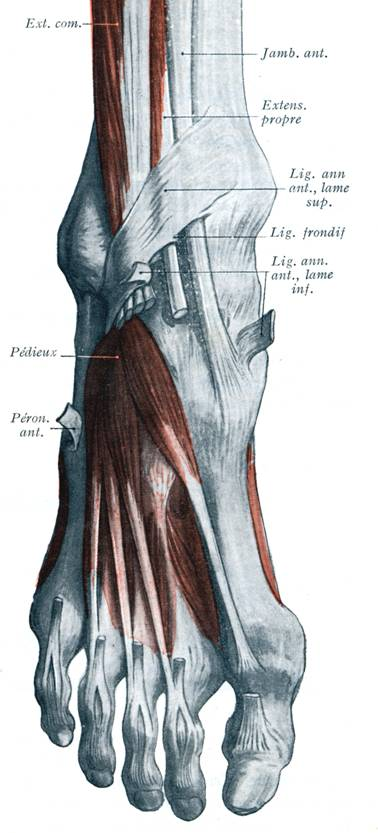 Ext. com.
Jamb. ant.
Extens.
propre
Lig. ann
ant., lame
sup.
Lig. frondif
Lig. ann.
ant., lame
inf.
Pédieux
Péron.
ant.